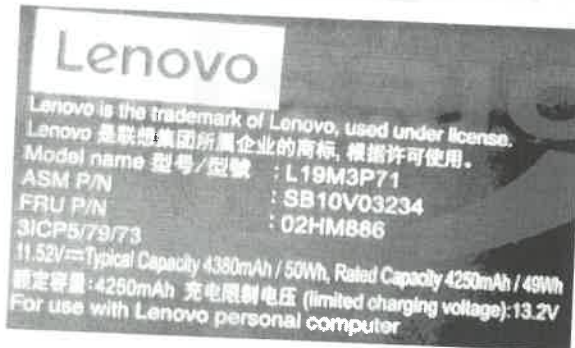 Lenovo
Lenovo is the trademark of Lenovo, used under license.
Lenovo 是联想集团所属企业的商标, 根据许可使用。
Model name 型号/型號 : L19M3P71
ASM P/N : SB10V03234
FRU P/N : 02HM886
3ICP5/79/73
11.52V⎓Typical Capacity 4380mAh / 50Wh, Rated Capacity 4250mAh / 49Wh
额定容量:4250mAh 充电限制电压 (limited charging voltage):13.2V
For use with Lenovo personal computer